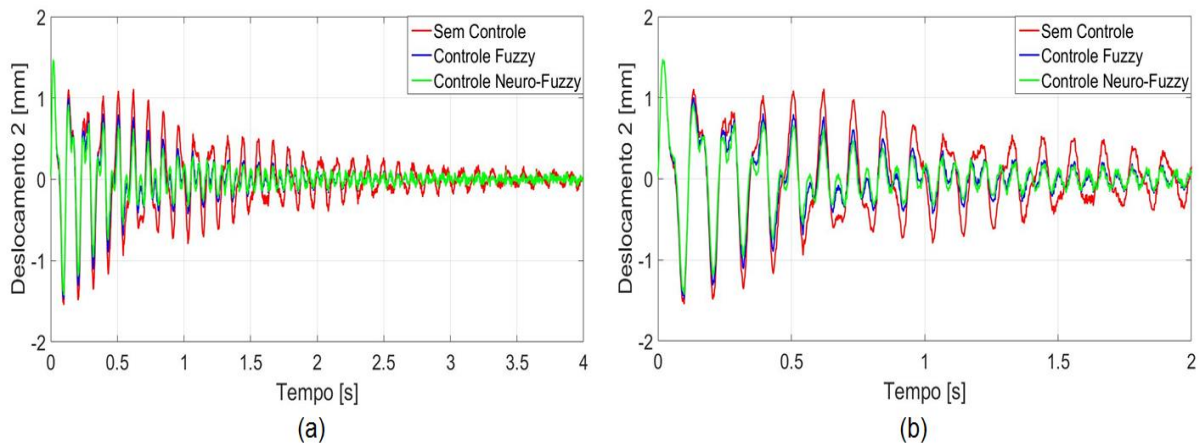 2
1
0
-1
-2
Deslocamento 2 [mm]
Sem Controle
Controle Fuzzy
Controle Neuro-Fuzzy
0 0.5 1 1.5 2 2.5 3 3.5 4
Tempo [s]
(a)
2
1
0
-1
-2
Deslocamento 2 [mm]
Sem Controle
Controle Fuzzy
Controle Neuro-Fuzzy
0 0.5 1 1.5 2
Tempo [s]
(b)